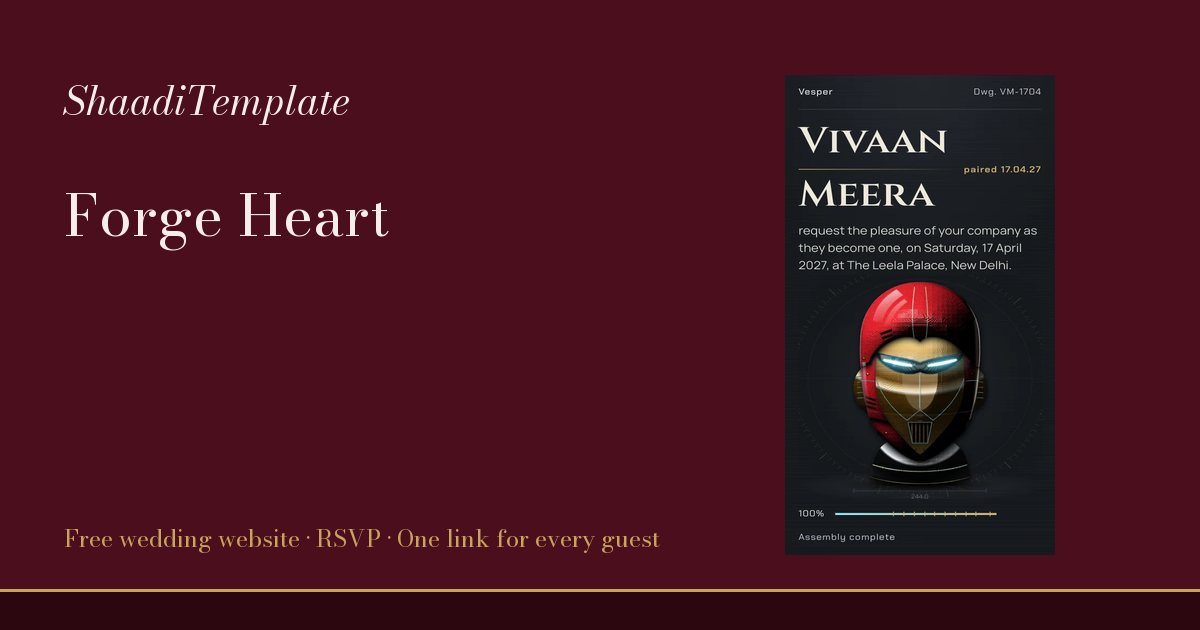 ShaadiTemplate
Forge Heart
Free wedding website · RSVP · One link for every guest
Vesper
Dwg. VM-1704
Vivaan
paired 17.04.27
Meera
request the pleasure of your company as
they become one, on Saturday, 17 April
2027, at The Leela Palace, New Delhi.
244.0
100%
Assembly complete